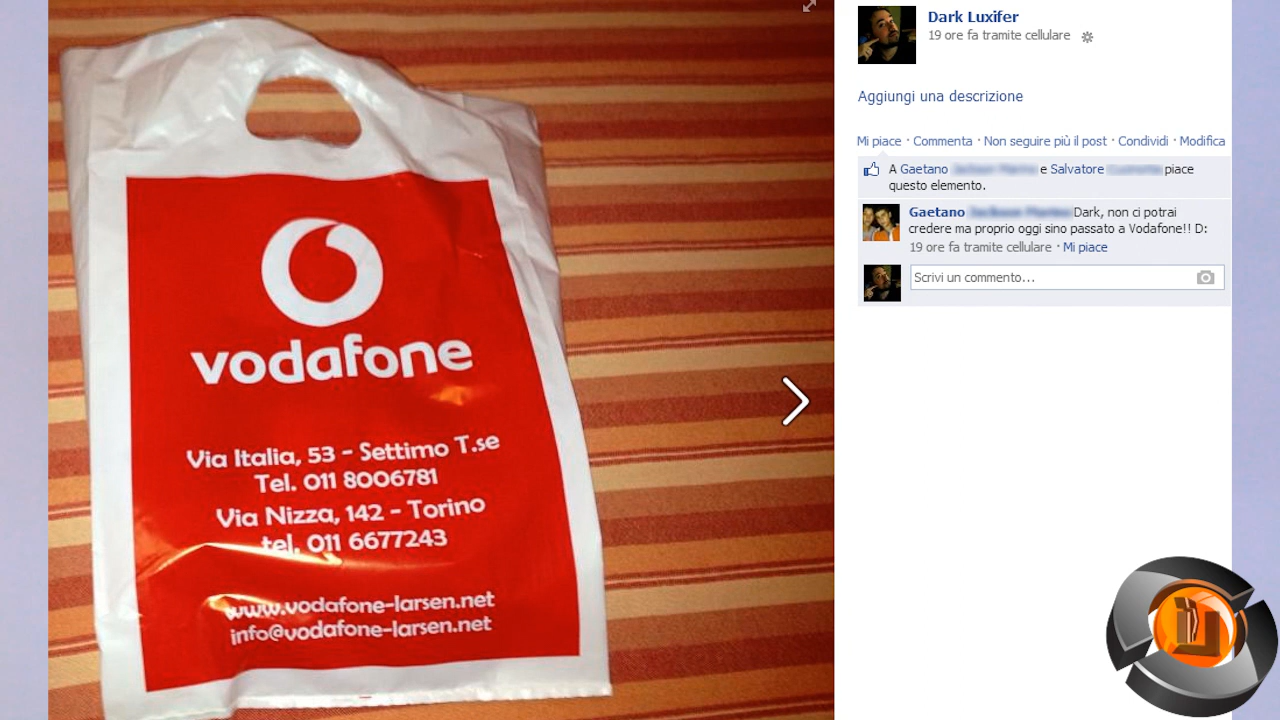 vodafone
Via Italia, 53 - Settimo T.se
Tel. 011 8006781
Via Nizza, 142 - Torino
tel. 011 6677243
www.vodafone-larsen.net
info@vodafone-larsen.net
Dark Luxifer
19 ore fa tramite cellulare
Aggiungi una descrizione
Mi piace · Commenta · Non seguire più il post · Condividi · Modifica
A Gaetano e Salvatore piace
questo elemento.
Gaetano Dark, non ci potrai
credere ma proprio oggi sino passato a Vodafone!! D:
19 ore fa tramite cellulare · Mi piace
Scrivi un commento...